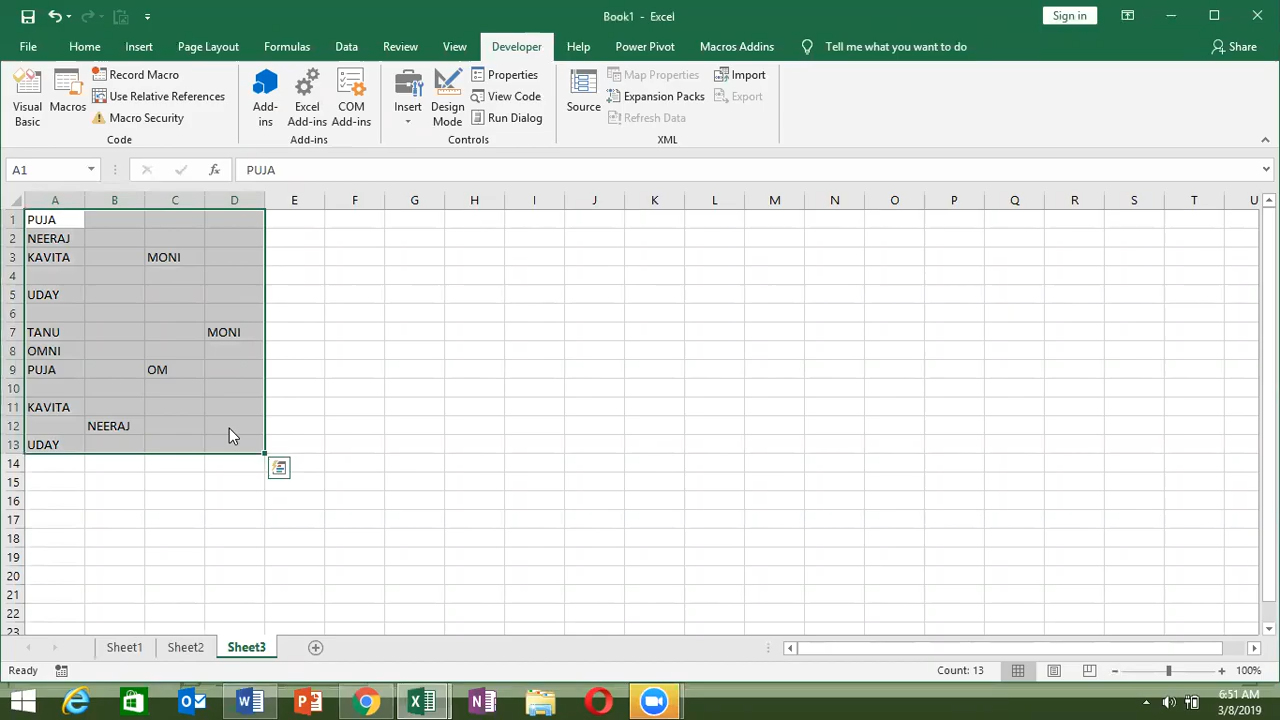 Book1 - Excel
Sign in
File Home Insert Page Layout Formulas Data Review View Developer Help Power Pivot Macros Addins Tell me what you want to do Share
Visual Basic
Macros
Record Macro
Use Relative References
Macro Security
Code
Add-ins
Excel Add-ins
COM Add-ins
Add-ins
Insert
Design Mode
Properties
View Code
Run Dialog
Controls
Source
Map Properties
Expansion Packs
Refresh Data
Import
Export
XML
A1 fx PUJA
A B C D E F G H I J K L M N O P Q R S T U
1 PUJA
2 NEERAJ
3 KAVITA MONI
4
5 UDAY
6
7 TANU MONI
8 OMNI
9 PUJA OM
10
11 KAVITA
12 NEERAJ
13 UDAY
14
15
16
17
18
19
20
21
22
23
Sheet1 Sheet2 Sheet3
Ready Count: 13 100%
6:51 AM
3/8/2019